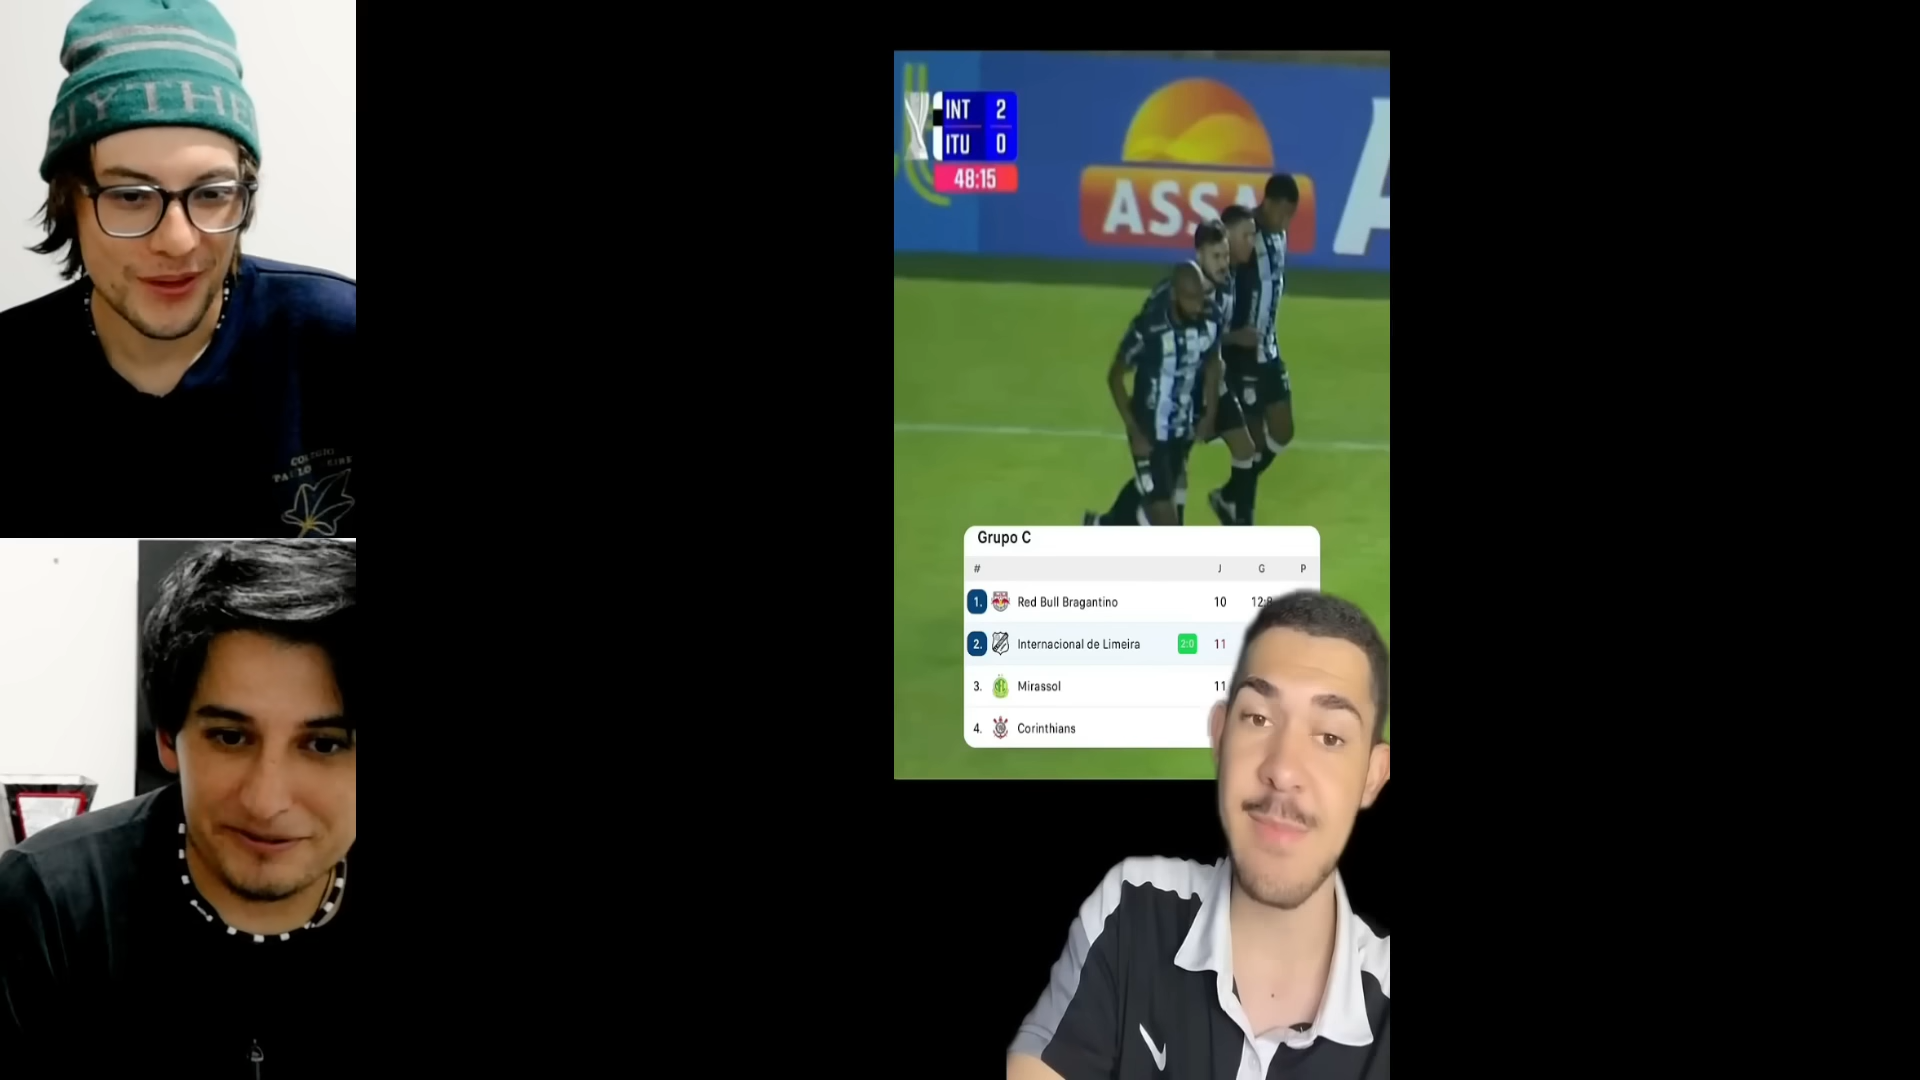 SLYTHE
INT 2
ITU 0
48:15
ASSA
Grupo C
# J G P
1. Red Bull Bragantino 10
2. Internacional de Limeira 2:0 11
3. Mirassol 11
4. Corinthians